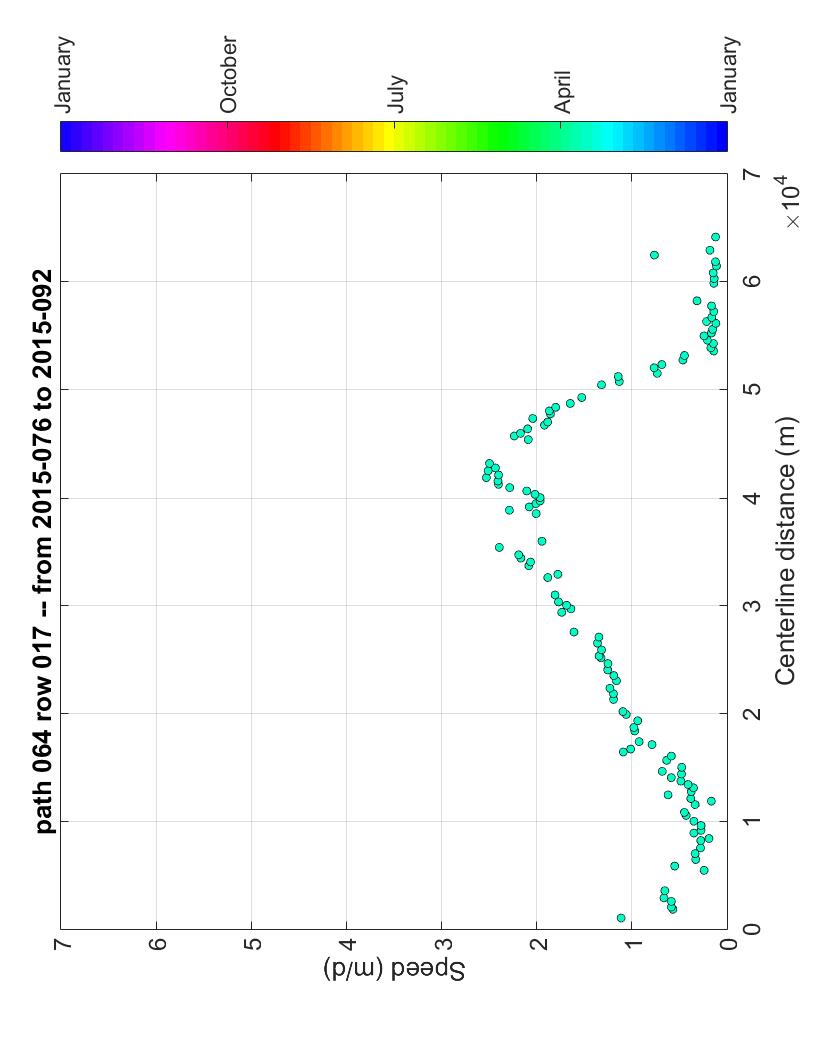 path 064 row 017 -- from 2015-076 to 2015-092
7
6
5
4
3
2
1
0
Speed (m/d)
0
1
2
3
4
5
6
7
×10^4
Centerline distance (m)
January
October
July
April
January